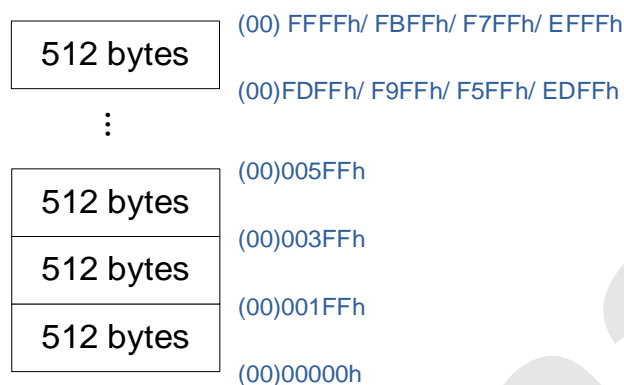 (00) FFFFh/ FBFFh/ F7FFh/ EFFFh
512 bytes
(00)FDFFh/ F9FFh/ F5FFh/ EDFFh
⋮
(00)005FFh
512 bytes
(00)003FFh
512 bytes
(00)001FFh
512 bytes
(00)00000h